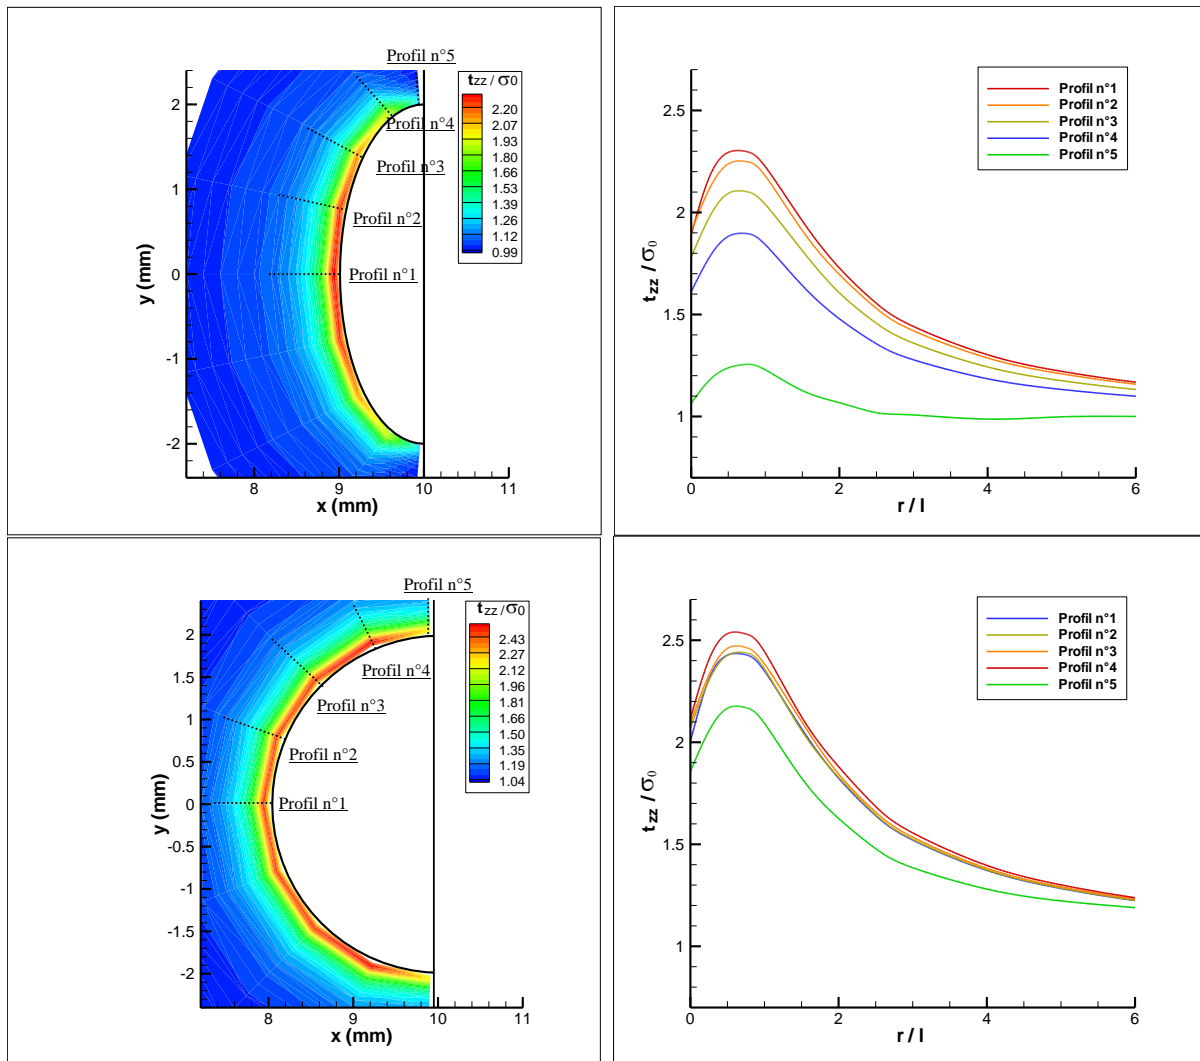 Profil n°5
tzz / σ0
2.20
2.07
1.93
1.80
1.66
1.53
1.39
1.26
1.12
0.99
Profil n°4
Profil n°3
Profil n°2
Profil n°1
y (mm)
2
1
0
-1
-2
8
9
10
11
x (mm)
Profil n°1
Profil n°2
Profil n°3
Profil n°4
Profil n°5
tzz / σ0
2.5
2
1.5
1
0
2
4
6
r / l
Profil n°5
tzz / σ0
2.43
2.27
2.12
1.96
1.81
1.66
1.50
1.35
1.19
1.04
Profil n°4
Profil n°3
Profil n°2
Profil n°1
y (mm)
2
1.5
1
0.5
0
-0.5
-1
-1.5
-2
8
9
10
11
x (mm)
Profil n°1
Profil n°2
Profil n°3
Profil n°4
Profil n°5
tzz / σ0
2.5
2
1.5
1
0
2
4
6
r / l